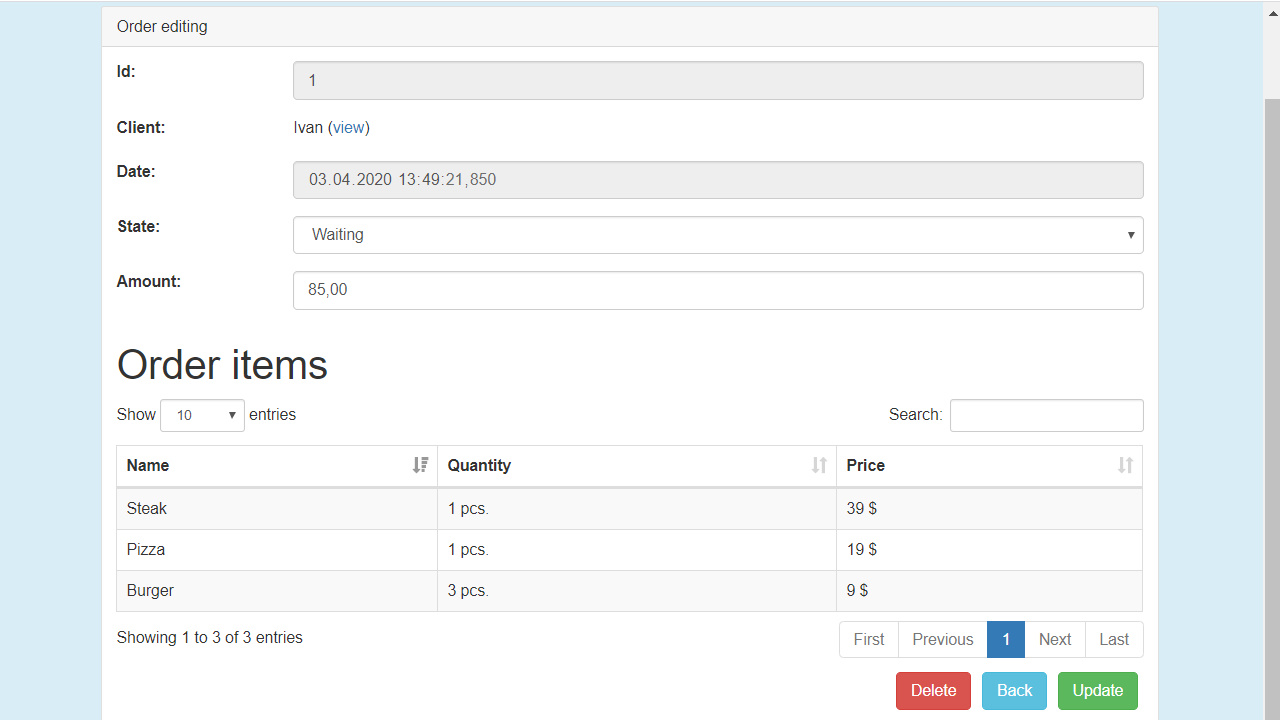 Order editing
Id: 1
Client: Ivan (view)
Date: 03.04.2020 13:49:21,850
State: Waiting
Amount: 85,00
Order items
Show 10 entries Search:
Name Quantity Price
Steak 1 pcs. 39 $
Pizza 1 pcs. 19 $
Burger 3 pcs. 9 $
Showing 1 to 3 of 3 entries First Previous 1 Next Last
Delete Back Update